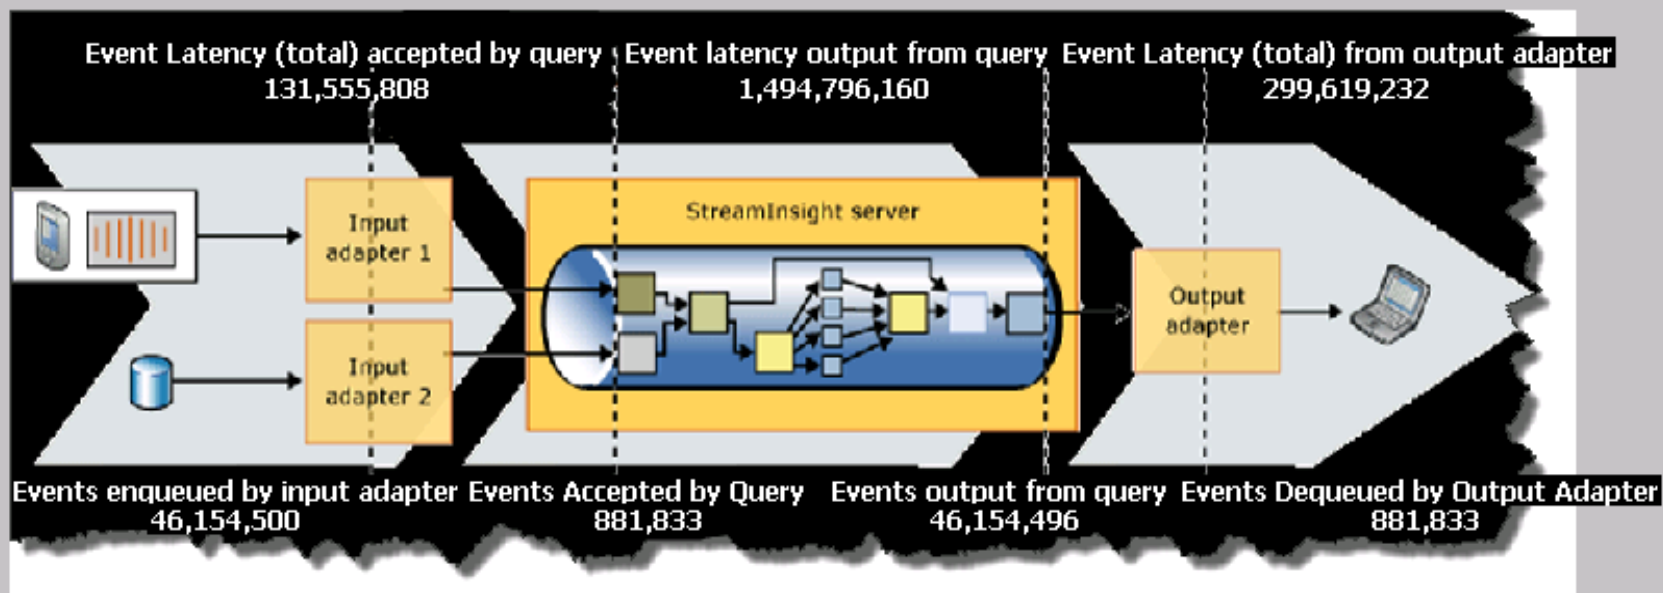 Event Latency (total) accepted by query
131,555,808
Event latency output from query
1,494,796,160
Event Latency (total) from output adapter
299,619,232
StreamInsight server
Input
adapter 1
Input
adapter 2
Output
adapter
Events enqueued by input adapter
46,154,500
Events Accepted by Query
881,833
Events output from query
46,154,496
Events Dequeued by Output Adapter
881,833